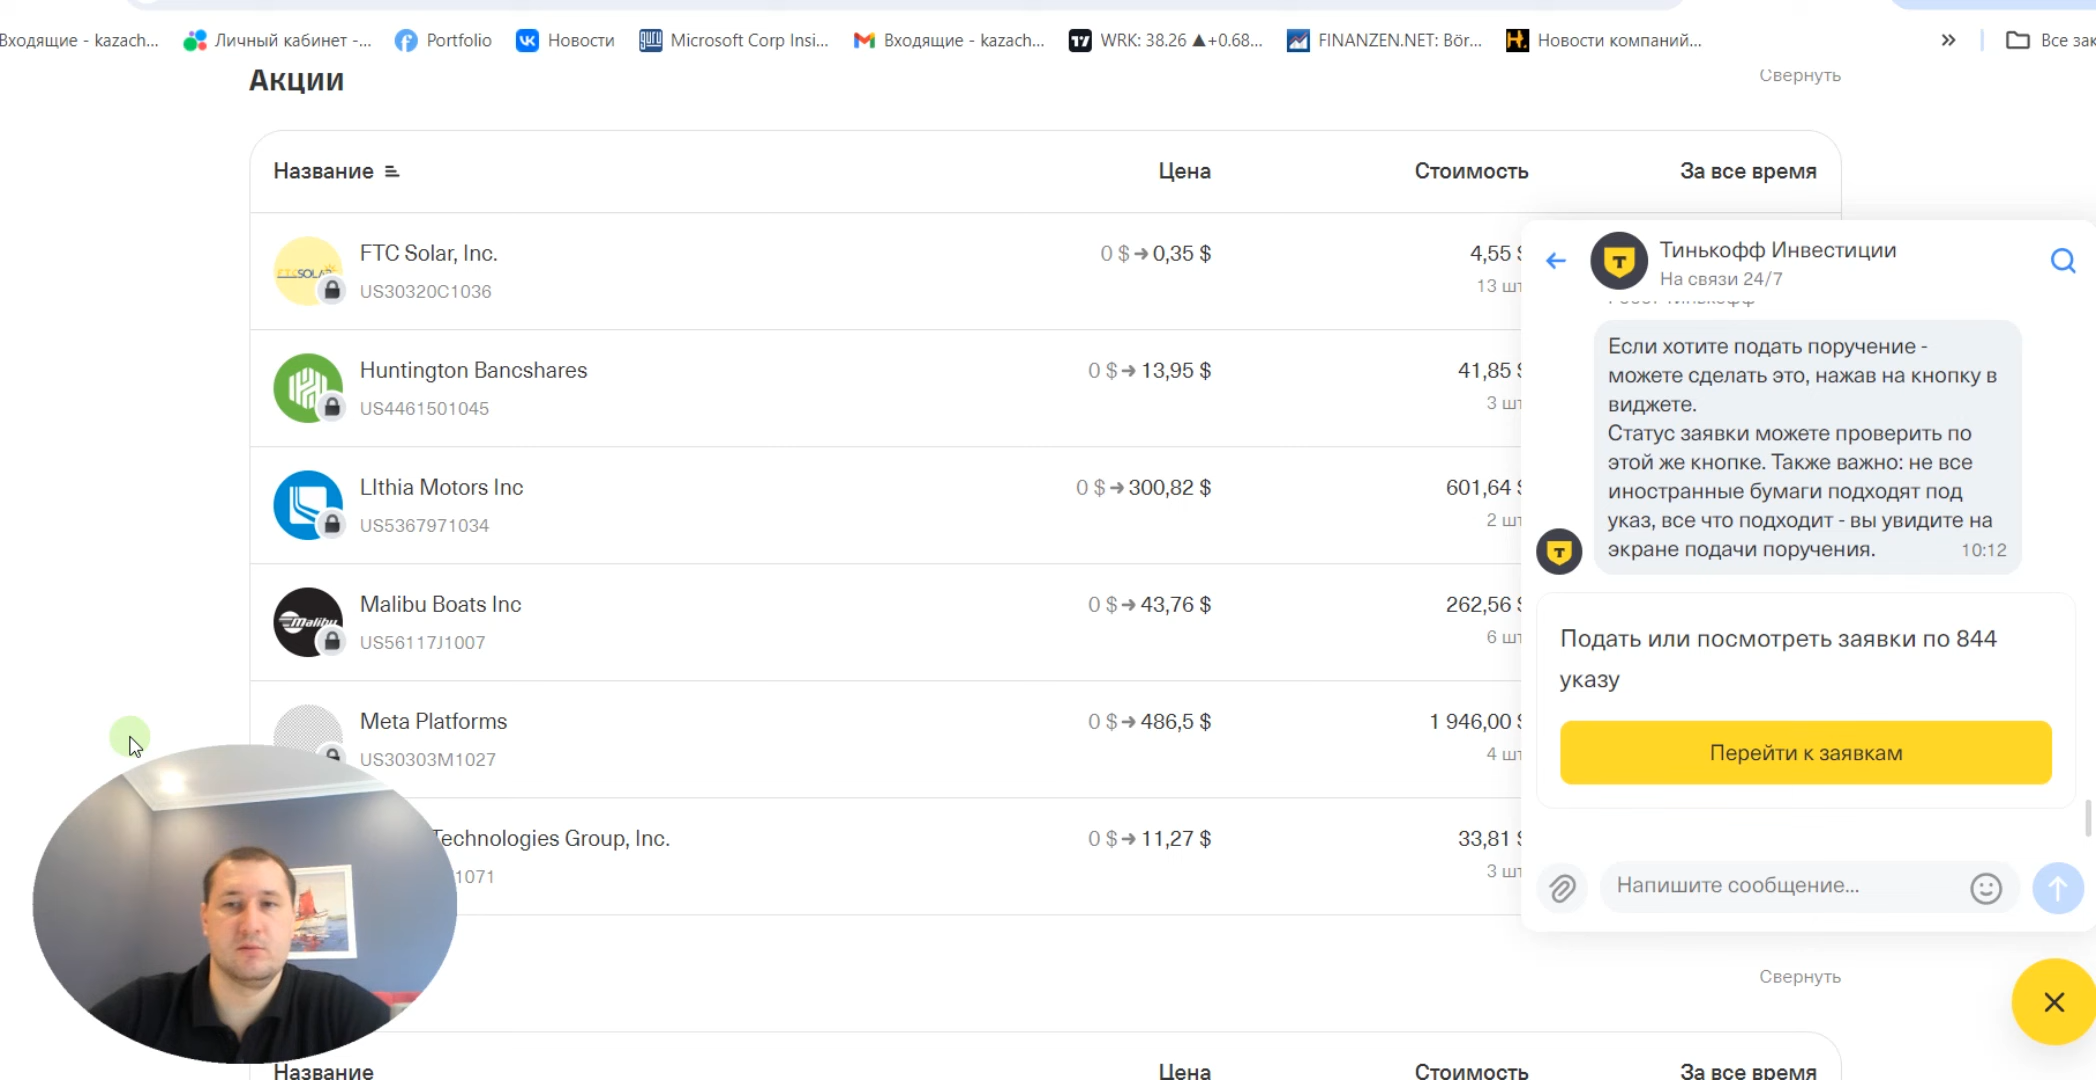 Входящие - kazach...
Личный кабинет -...
Portfolio
Новости
Microsoft Corp Insi...
Входящие - kazach...
WRK: 38.26 ▲+0.68...
FINANZEN.NET: Bör...
Новости компаний...
»
Все зак
Акции
Свернуть
Название Цена Стоимость За все время
FTC Solar, Inc. 0 $ → 0,35 $ 4,55 $
US30320C1036 13 шт
Huntington Bancshares 0 $ → 13,95 $ 41,85 $
US4461501045 3 шт
LIthia Motors Inc 0 $ → 300,82 $ 601,64 $
US5367971034 2 шт
Malibu Boats Inc 0 $ → 43,76 $ 262,56 $
US56117J1007 6 шт
Meta Platforms 0 $ → 486,5 $ 1 946,00 $
US30303M1027 4 шт
Technologies Group, Inc. 0 $ → 11,27 $ 33,81 $
1071 3 шт
Свернуть
Название Цена Стоимость За все время
Тинькофф Инвестиции
На связи 24/7
Если хотите подать поручение -
можете сделать это, нажав на кнопку в
виджете.
Статус заявки можете проверить по
этой же кнопке. Также важно: не все
иностранные бумаги подходят под
указ, все что подходит - вы увидите на
экране подачи поручения. 10:12
Подать или посмотреть заявки по 844
указу
Перейти к заявкам
Напишите сообщение...